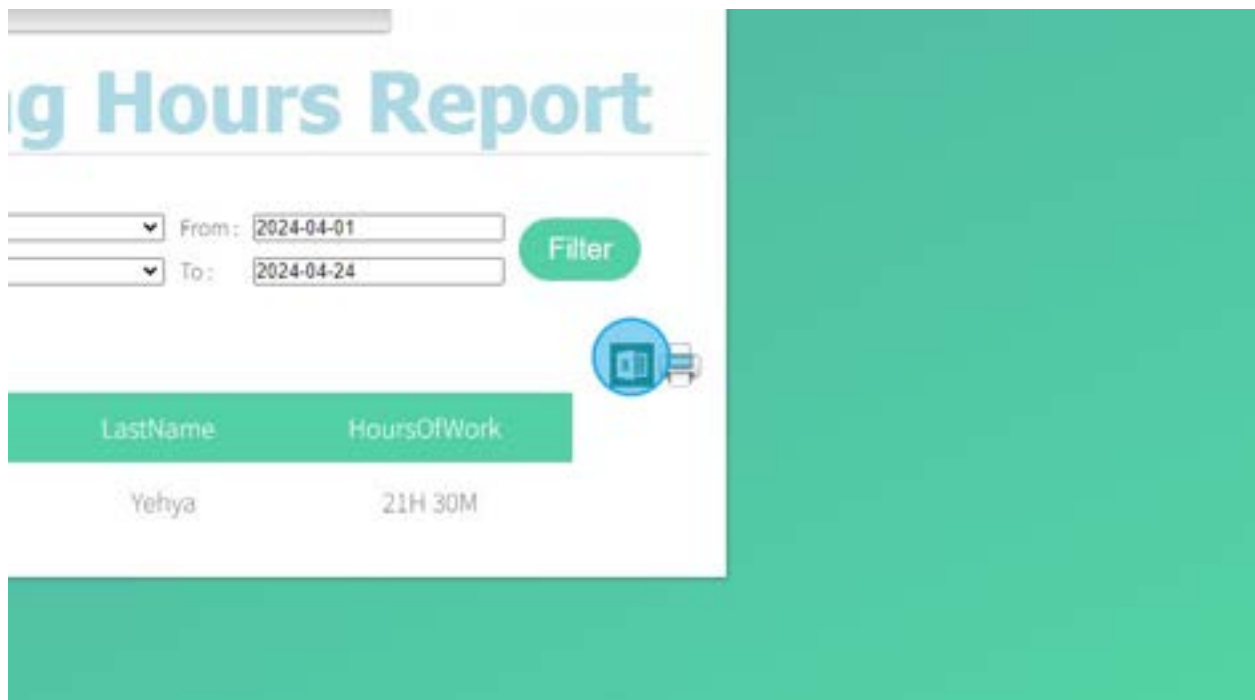 g Hours Report
From : 2024-04-01
Filter
To : 2024-04-24
LastName HoursOfWork
Yehya 21H 30M